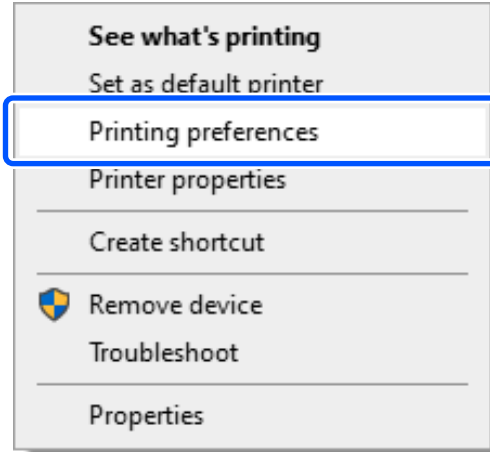 See what's printing
Set as default printer
Printing preferences
Printer properties
Create shortcut
Remove device
Troubleshoot
Properties